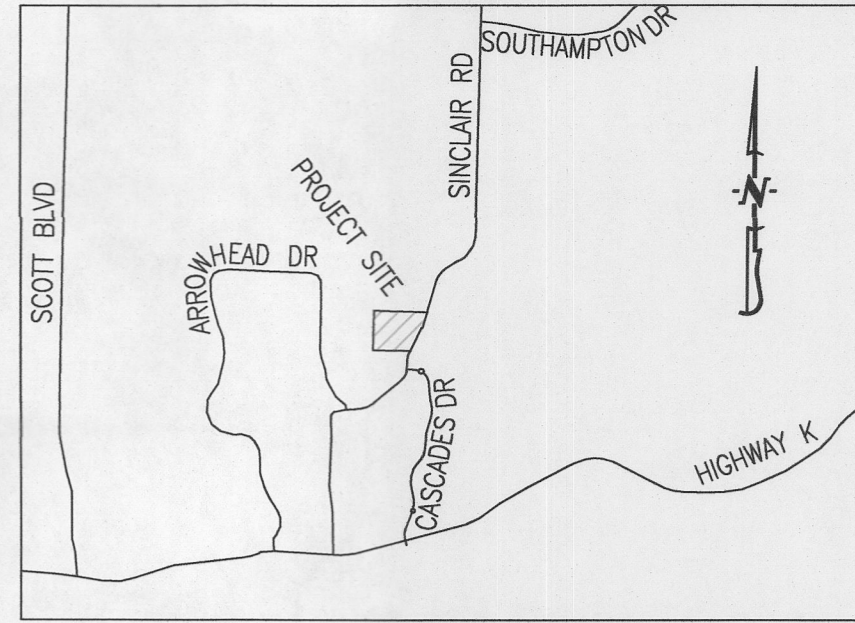 SOUTHAMPTON DR
SINCLAIR RD
SCOTT BLVD
PROJECT SITE
ARROWHEAD DR
N
CASCADES DR
HIGHWAY K